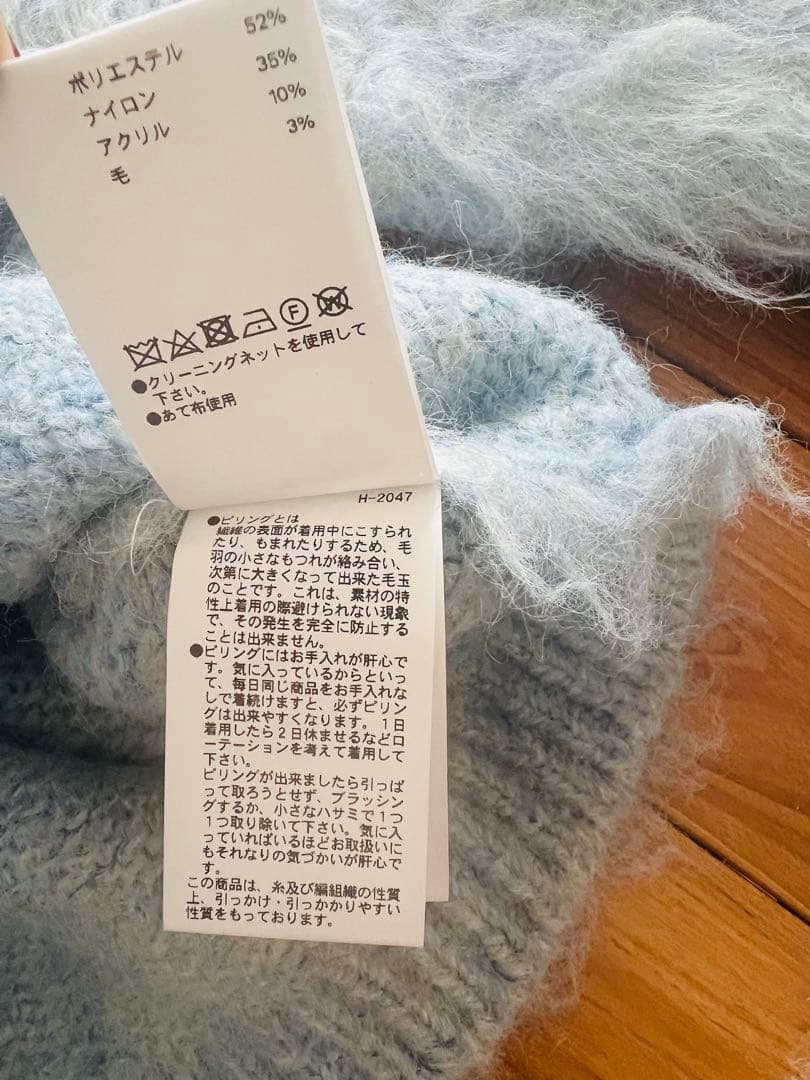 ポリエステル 52%
ナイロン 35%
アクリル 10%
毛 3%
F
W
●クリーニングネットを使用して
下さい。
●あて布使用
H-2047
●ピリングとは
繊維の表面が着用中にこすられ
たり、もまれたりするため、毛
羽の小さなもつれが絡み合い、
次第に大きくなって出来た毛玉
のことです。これは、素材の特
性上着用の際避けられない現象
で、その発生を完全に防止する
ことは出来ません。
●ピリングにはお手入れが肝心で
す。気に入っているからといっ
て、毎日同じ商品をお手入れな
しで着続けますと、必ずピリン
グは出来やすくなります。1日
着用したら2日休ませるなどロ
ーテーションを考えて着用して
下さい。
ピリングが出来ましたら引っぱ
って取ろうとせず、ブラッシン
グするか、小さなハサミで1つ
1つ取り除いて下さい。気に入
っていればいるほどお取扱いに
もそれなりの気づかいが肝心で
す。
この商品は、糸及び編組織の性質
上、引っかけ・引っかかりやすい
性質をもっております。